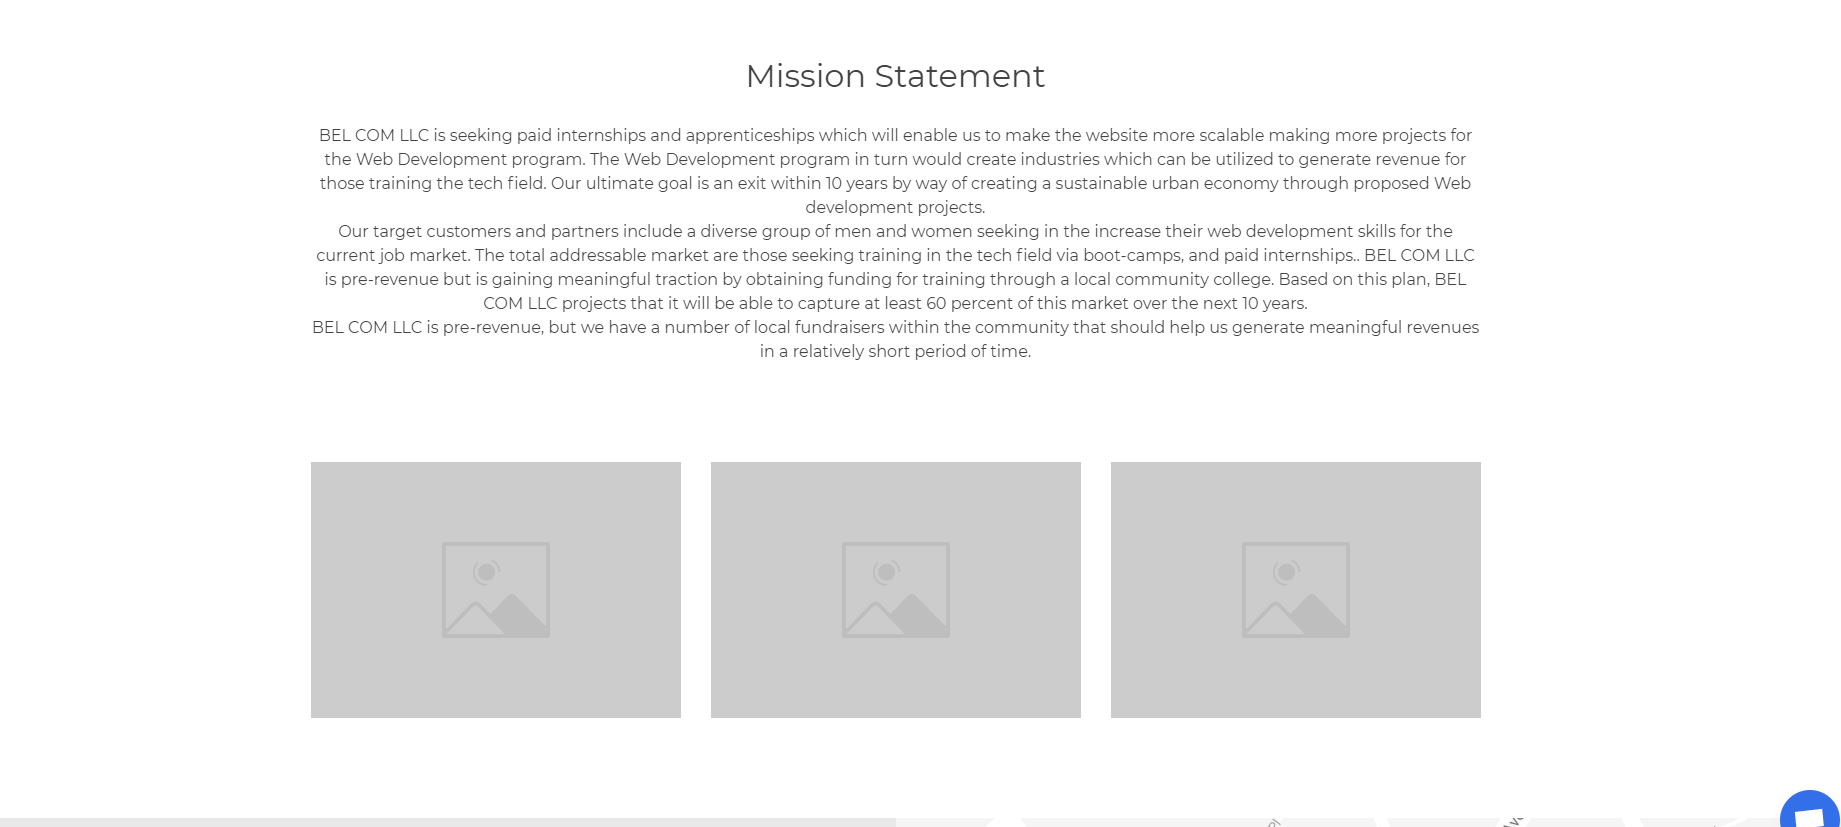 Mission Statement
BEL COM LLC is seeking paid internships and apprenticeships which will enable us to make the website more scalable making more projects for
the Web Development program. The Web Development program in turn would create industries which can be utilized to generate revenue for
those training the tech field. Our ultimate goal is an exit within 10 years by way of creating a sustainable urban economy through proposed Web
development projects.
Our target customers and partners include a diverse group of men and women seeking in the increase their web development skills for the
current job market. The total addressable market are those seeking training in the tech field via boot-camps, and paid internships.. BEL COM LLC
is pre-revenue but is gaining meaningful traction by obtaining funding for training through a local community college. Based on this plan, BEL
COM LLC projects that it will be able to capture at least 60 percent of this market over the next 10 years.
BEL COM LLC is pre-revenue, but we have a number of local fundraisers within the community that should help us generate meaningful revenues
in a relatively short period of time.